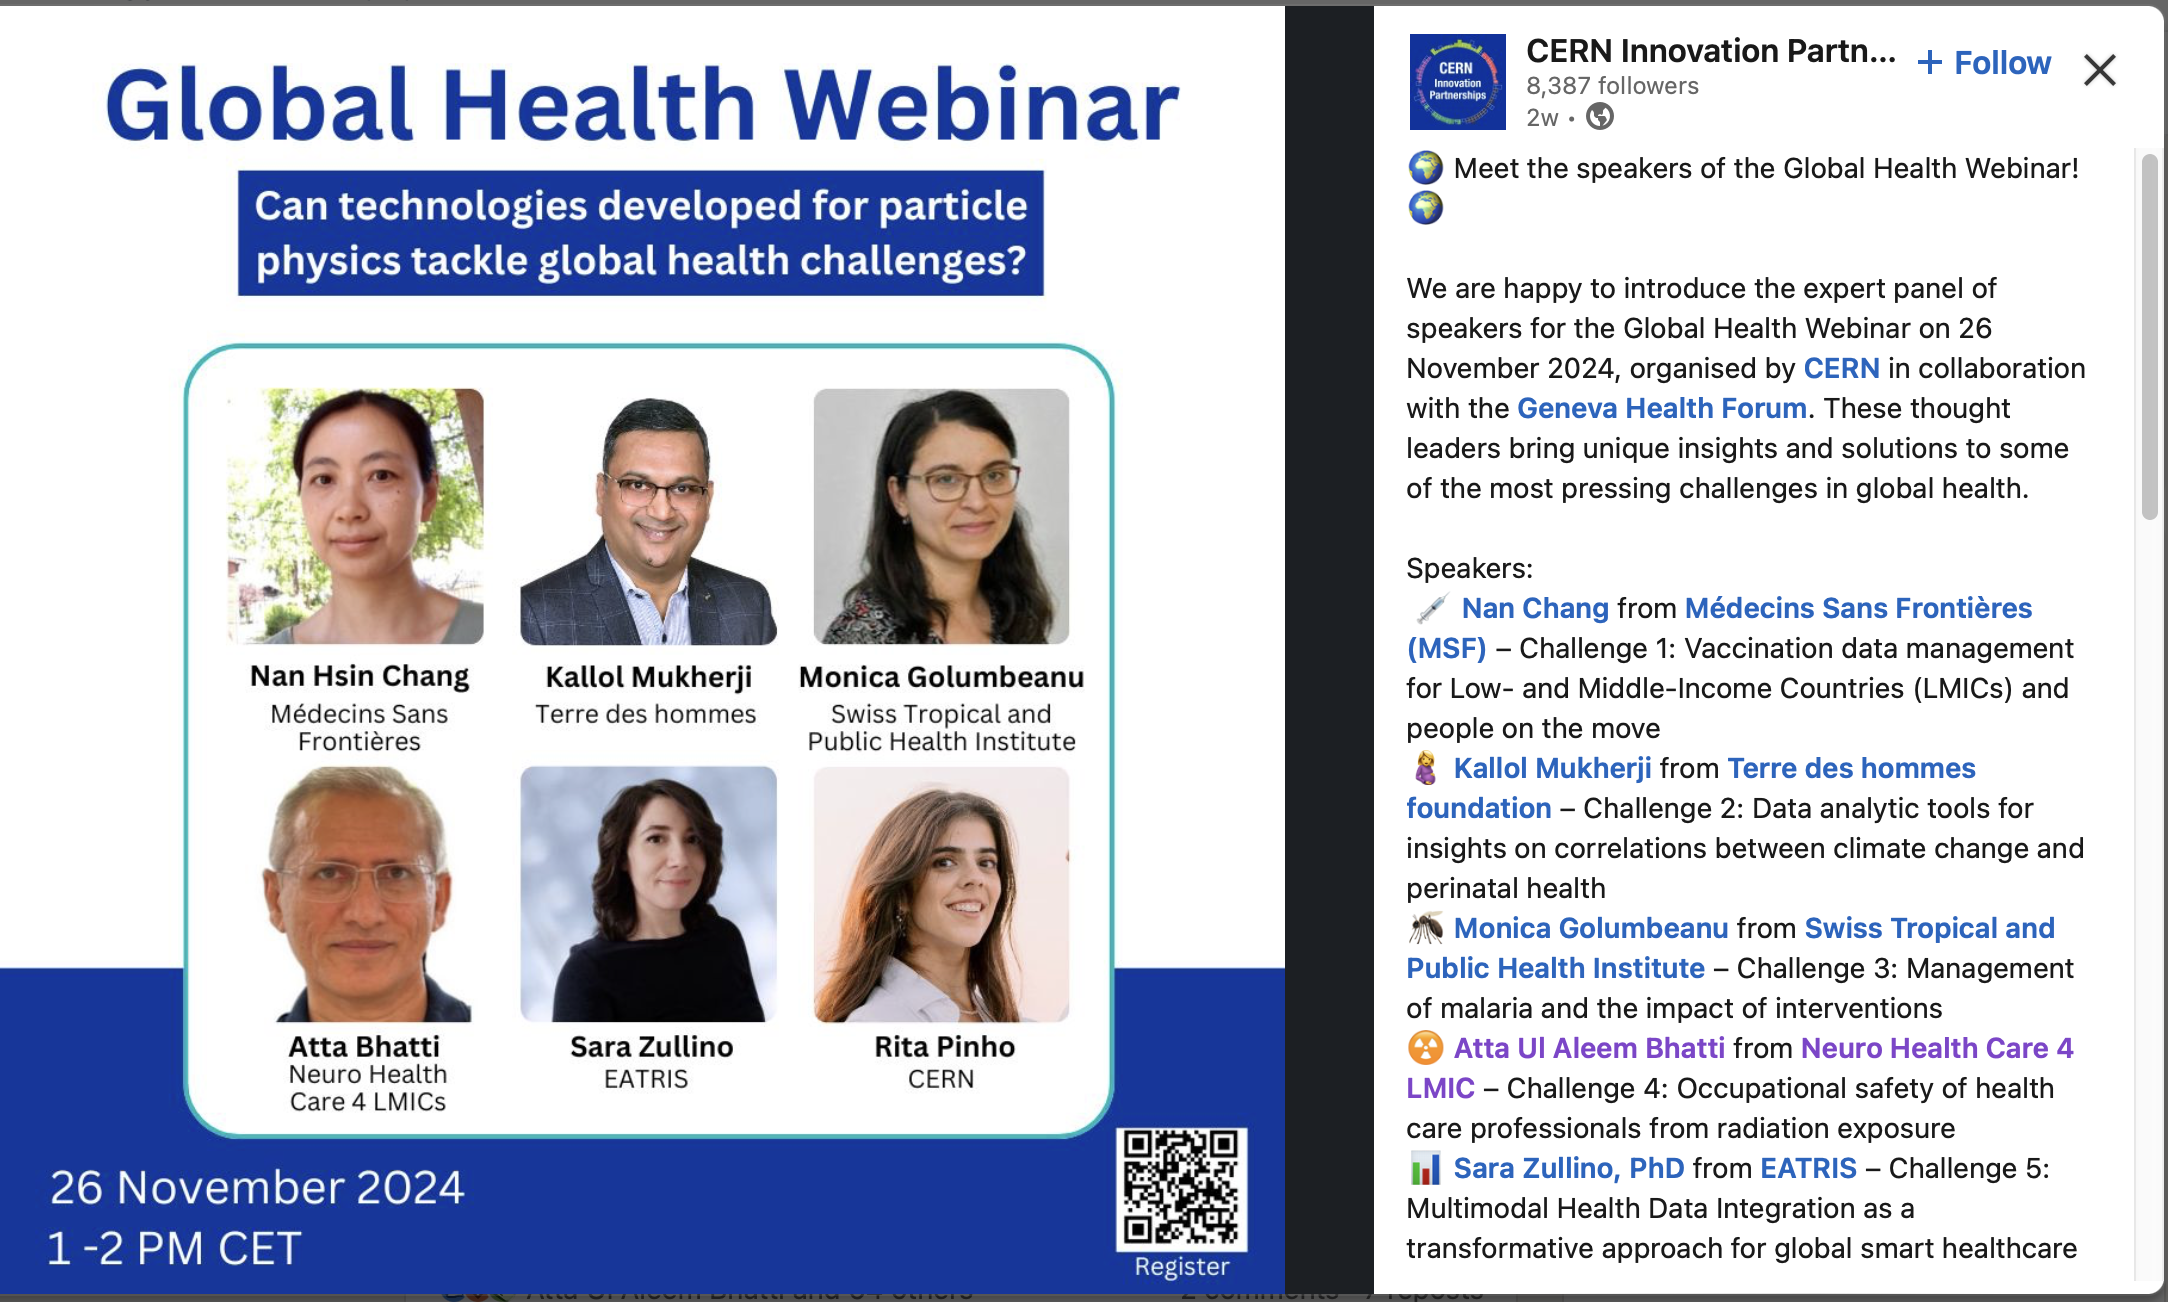 Global Health Webinar
Can technologies developed for particle
physics tackle global health challenges?
Nan Hsin Chang
Médecins Sans
Frontières
Kallol Mukherji
Terre des hommes
Monica Golumbeanu
Swiss Tropical and
Public Health Institute
Atta Bhatti
Neuro Health
Care 4 LMICs
Sara Zullino
EATRIS
Rita Pinho
CERN
26 November 2024
1 -2 PM CET
Register
CERN
Innovation
Partnerships
CERN Innovation Partn...
+ Follow
8,387 followers
2w •
Meet the speakers of the Global Health Webinar!
We are happy to introduce the expert panel of
speakers for the Global Health Webinar on 26
November 2024, organised by CERN in collaboration
with the Geneva Health Forum. These thought
leaders bring unique insights and solutions to some
of the most pressing challenges in global health.
Speakers:
Nan Chang from Médecins Sans Frontières
(MSF) – Challenge 1: Vaccination data management
for Low- and Middle-Income Countries (LMICs) and
people on the move
Kallol Mukherji from Terre des hommes
foundation – Challenge 2: Data analytic tools for
insights on correlations between climate change and
perinatal health
Monica Golumbeanu from Swiss Tropical and
Public Health Institute – Challenge 3: Management
of malaria and the impact of interventions
Atta Ul Aleem Bhatti from Neuro Health Care 4
LMIC – Challenge 4: Occupational safety of health
care professionals from radiation exposure
Sara Zullino, PhD from EATRIS – Challenge 5:
Multimodal Health Data Integration as a
transformative approach for global smart healthcare